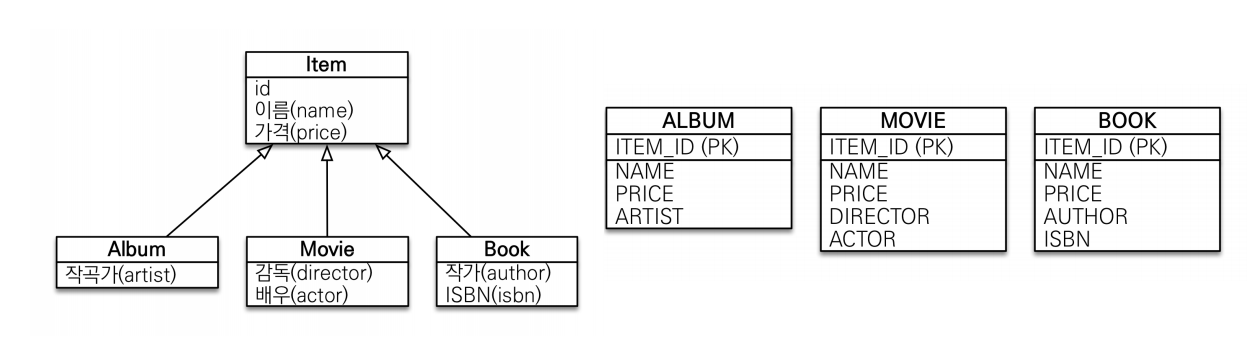 Item
id
이름(name)
가격(price)
Album
작곡가(artist)
Movie
감독(director)
배우(actor)
Book
작가(author)
ISBN(isbn)
ALBUM
ITEM_ID (PK)
NAME
PRICE
ARTIST
MOVIE
ITEM_ID (PK)
NAME
PRICE
DIRECTOR
ACTOR
BOOK
ITEM_ID (PK)
NAME
PRICE
AUTHOR
ISBN